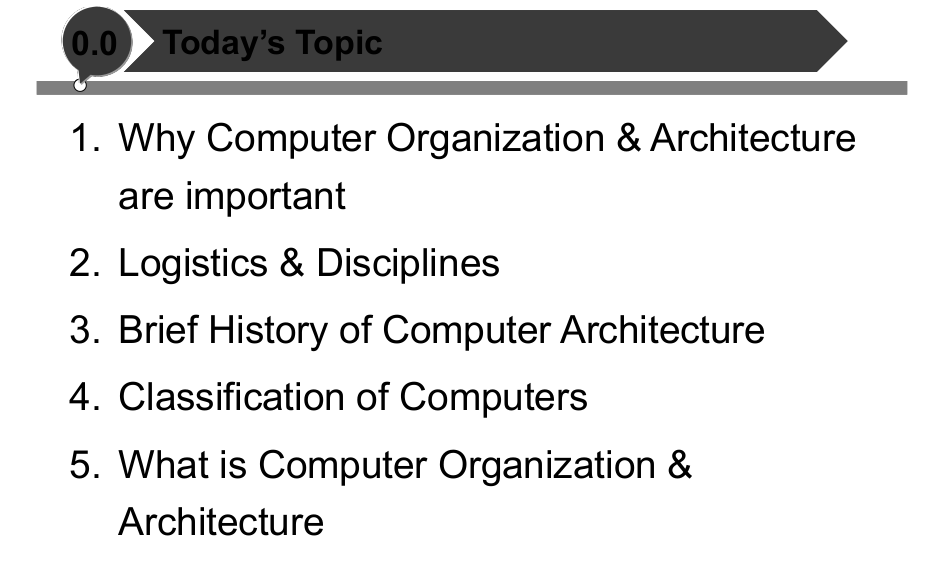 0.0 Today’s Topic
1. Why Computer Organization & Architecture
are important
2. Logistics & Disciplines
3. Brief History of Computer Architecture
4. Classification of Computers
5. What is Computer Organization &
Architecture